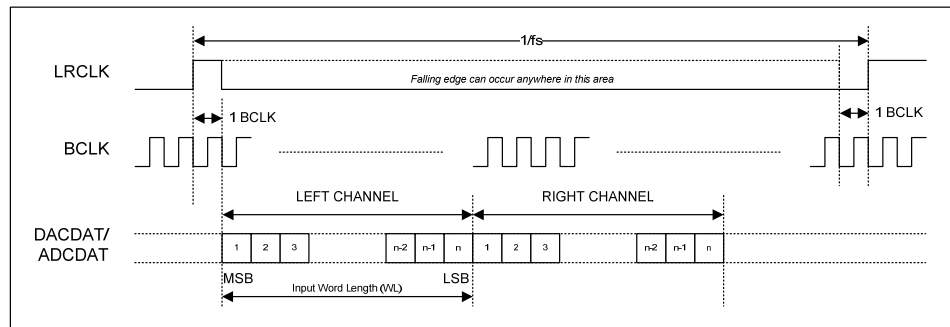 1/fs
LRCLK
Falling edge can occur anywhere in this area
1 BCLK
1 BCLK
BCLK
LEFT CHANNEL
RIGHT CHANNEL
DACDAT/
ADCDAT
1 2 3 n-2 n-1 n 1 2 3 n-2 n-1 n
MSB
LSB
Input Word Length (WL)